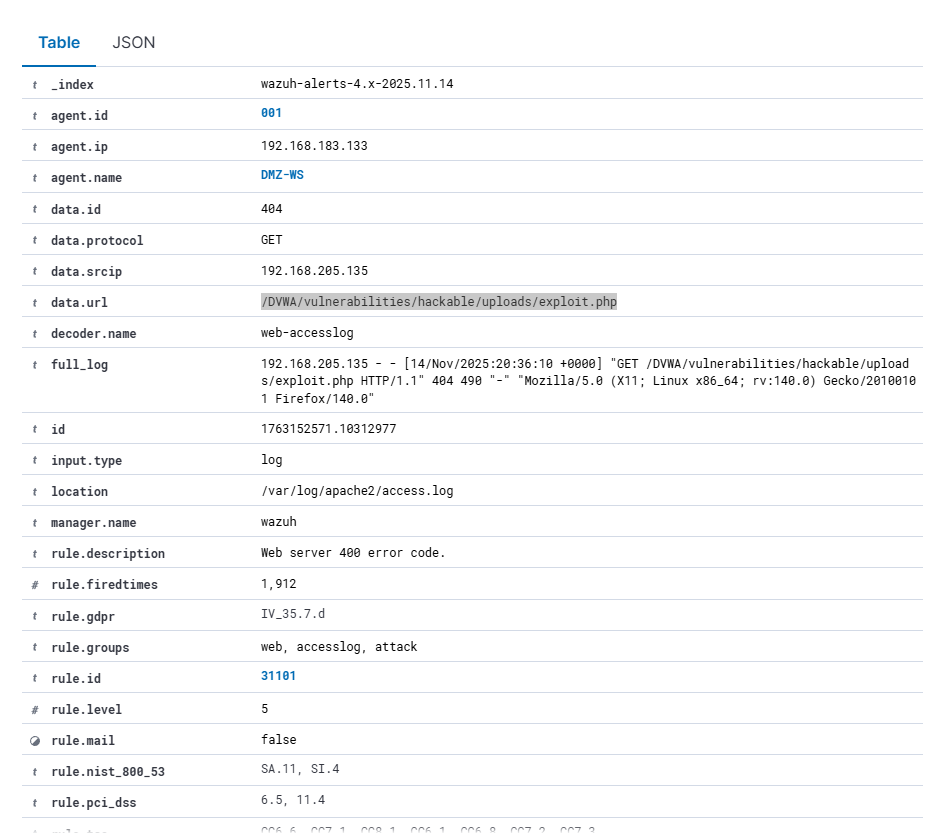 Table JSON
t _index wazuh-alerts-4.x-2025.11.14
t agent.id 001
t agent.ip 192.168.183.133
t agent.name DMZ-WS
t data.id 404
t data.protocol GET
t data.srcip 192.168.205.135
t data.url /DVWA/vulnerabilities/hackable/uploads/exploit.php
t decoder.name web-accesslog
t full_log 192.168.205.135 - - [14/Nov/2025:20:36:10 +0000] "GET /DVWA/vulnerabilities/hackable/upload
s/exploit.php HTTP/1.1" 404 490 "-" "Mozilla/5.0 (X11; Linux x86_64; rv:140.0) Gecko/2010010
1 Firefox/140.0"
t id 1763152571.10312977
t input.type log
t location /var/log/apache2/access.log
t manager.name wazuh
t rule.description Web server 400 error code.
# rule.firedtimes 1,912
t rule.gdpr IV_35.7.d
t rule.groups web, accesslog, attack
t rule.id 31101
# rule.level 5
rule.mail false
t rule.nist_800_53 SA.11, SI.4
t rule.pci_dss 6.5, 11.4
CC6.6, CC7.1, CC8.1, CC6.1, CC6.8, CC7.2, CC7.3